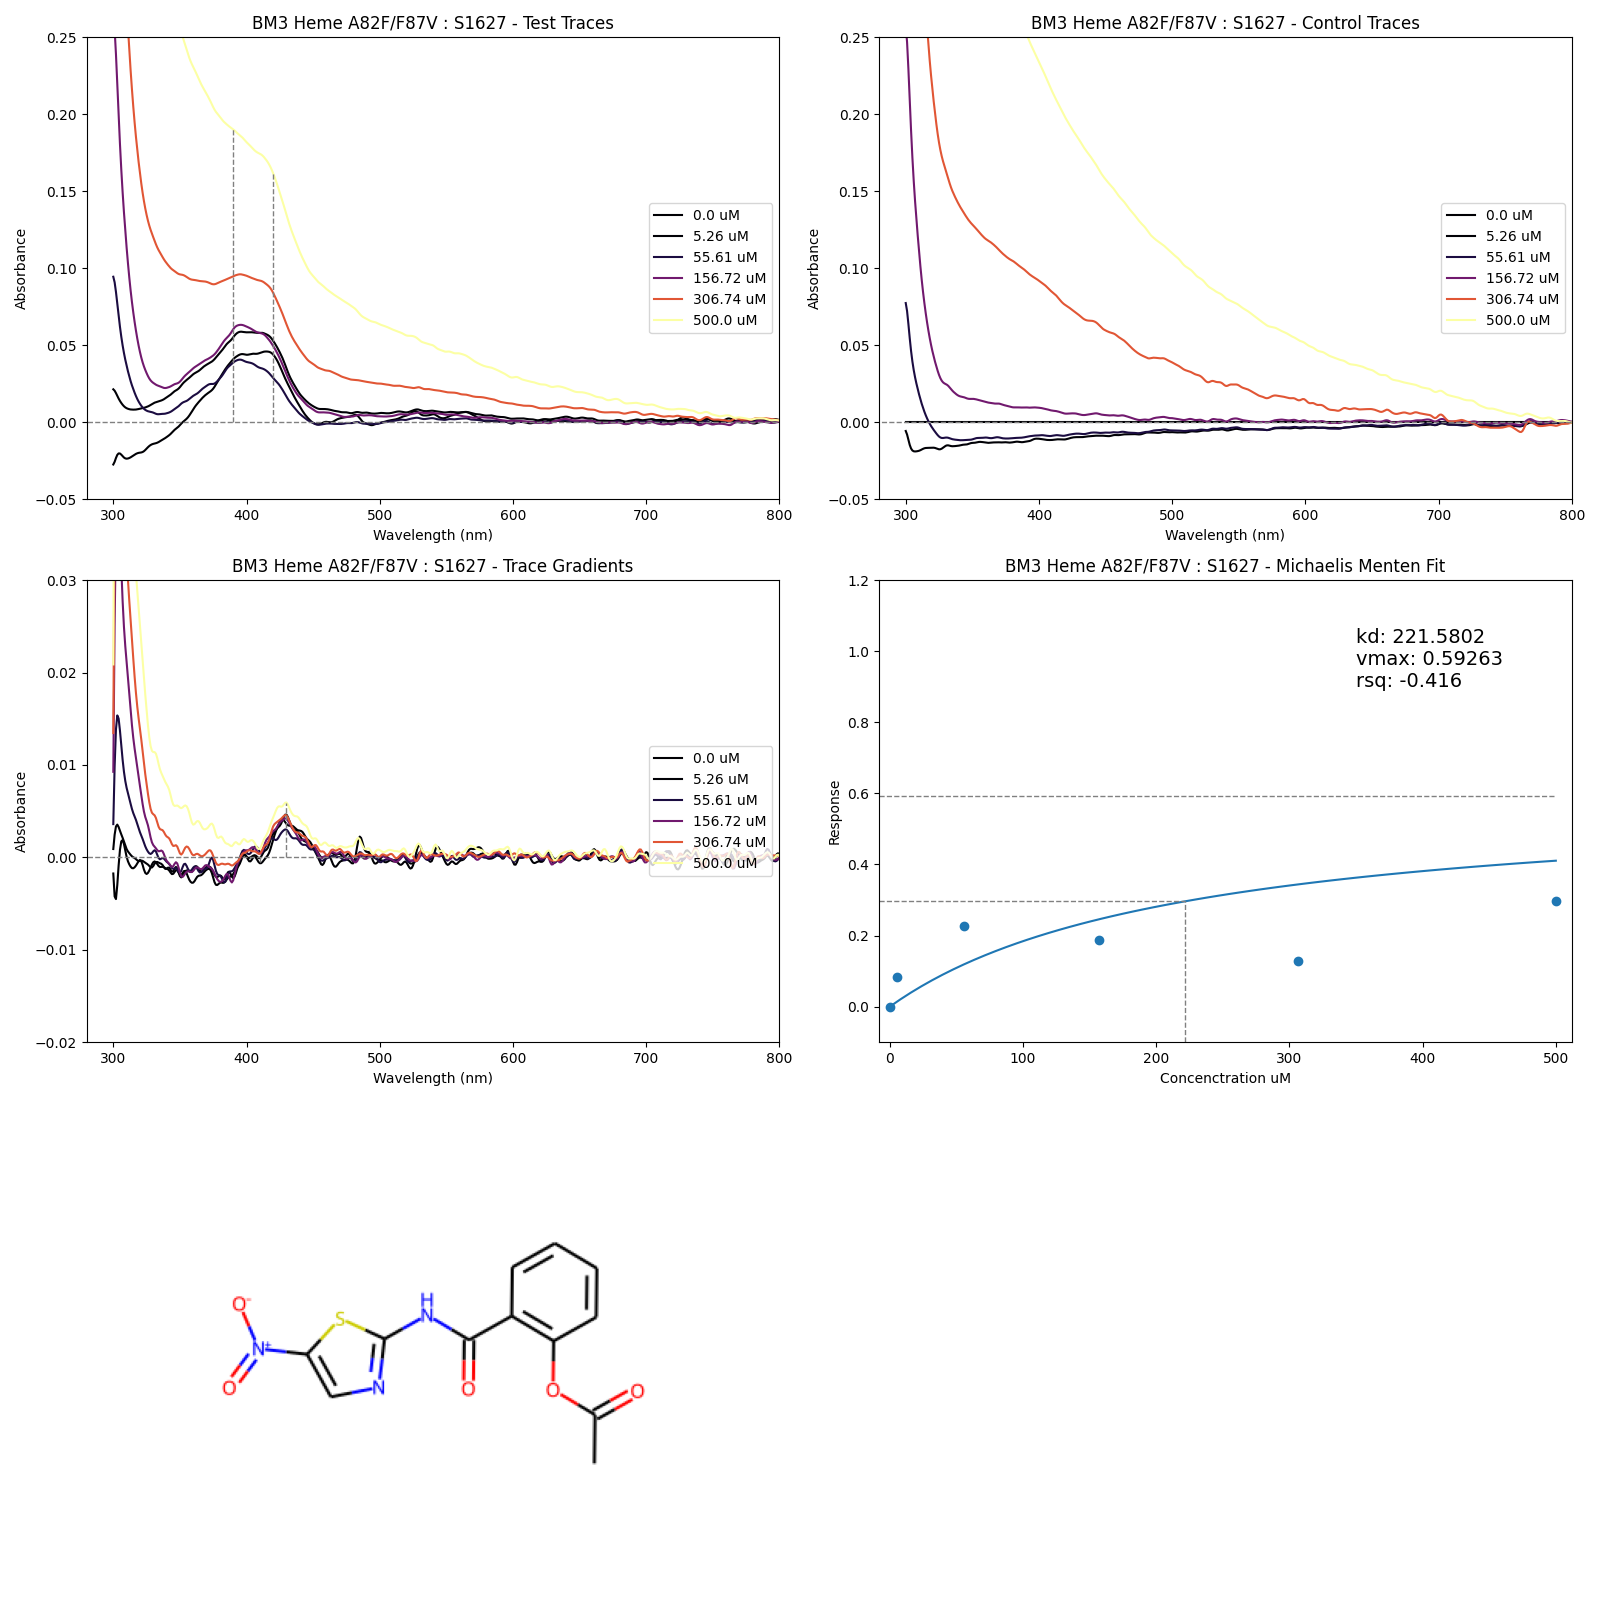 BM3 Heme A82F/F87V : S1627 - Test Traces
0.25
0.20
0.15
0.10
0.05
0.00
−0.05
Absorbance
300 400 500 600 700 800
Wavelength (nm)
0.0 uM
5.26 uM
55.61 uM
156.72 uM
306.74 uM
500.0 uM
BM3 Heme A82F/F87V : S1627 - Control Traces
0.25
0.20
0.15
0.10
0.05
0.00
−0.05
Absorbance
300 400 500 600 700 800
Wavelength (nm)
0.0 uM
5.26 uM
55.61 uM
156.72 uM
306.74 uM
500.0 uM
BM3 Heme A82F/F87V : S1627 - Trace Gradients
0.03
0.02
0.01
0.00
−0.01
−0.02
Absorbance
300 400 500 600 700 800
Wavelength (nm)
0.0 uM
5.26 uM
55.61 uM
156.72 uM
306.74 uM
500.0 uM
BM3 Heme A82F/F87V : S1627 - Michaelis Menten Fit
1.2
1.0
0.8
0.6
0.4
0.2
0.0
Response
kd: 221.5802
vmax: 0.59263
rsq: -0.416
0 100 200 300 400 500
Concenctration uM
O-
N+
O
S
N
H
N
O
O
O